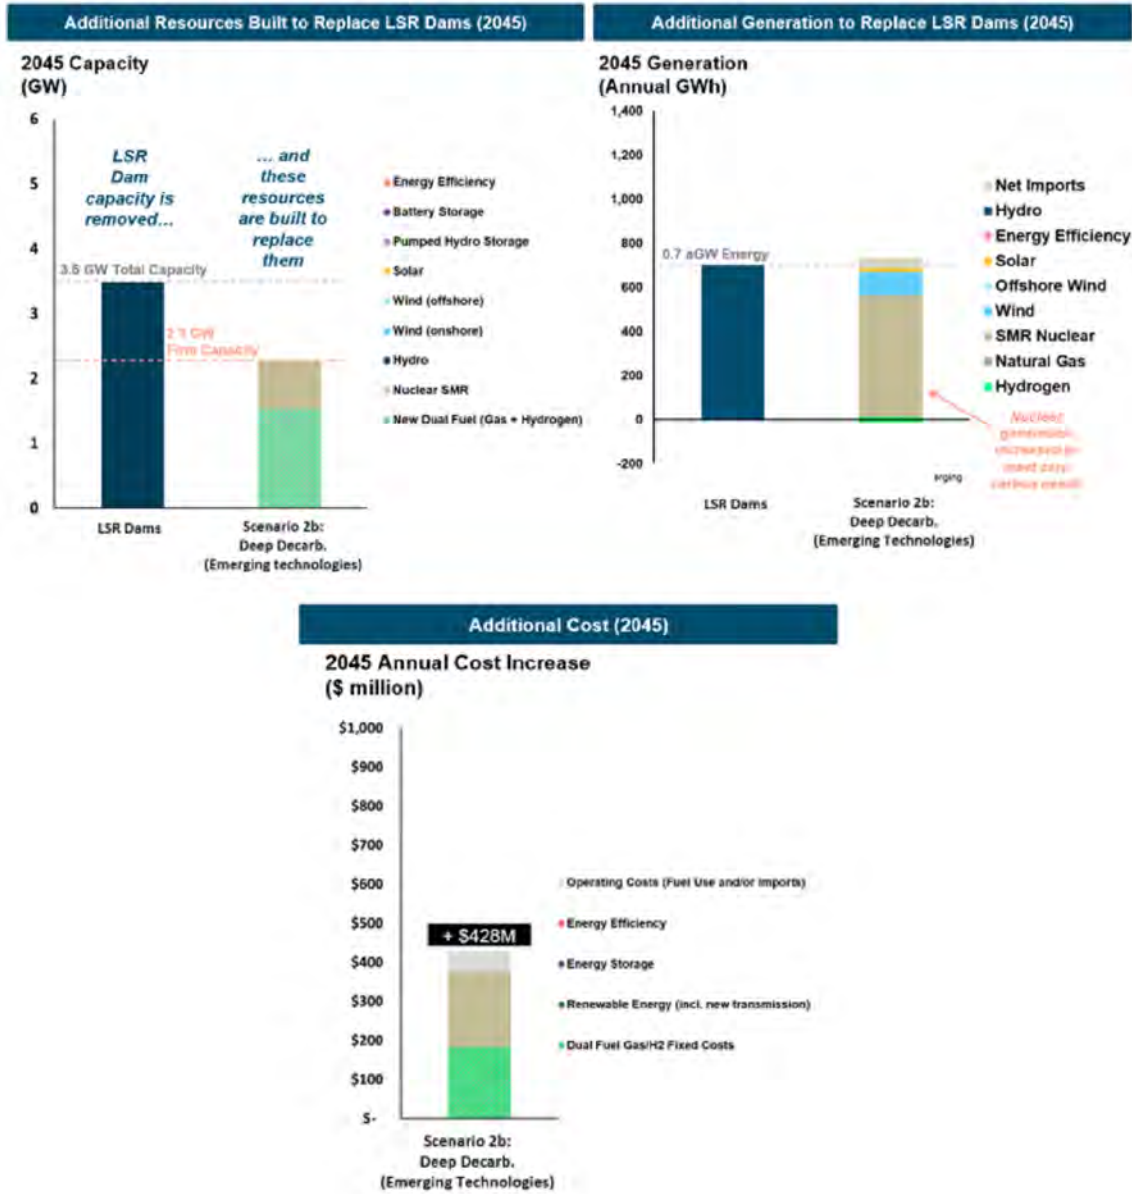 Additional Resources Built to Replace LSR Dams (2045)
2045 Capacity
(GW)
6
5
4
3
2
1
0
LSR
Dam
capacity is
removed...
... and
these
resources
are built to
replace
them
3.5 GW Total Capacity
GW
Firm Capacity
LSR Dams
Scenario 2b:
Deep Decarb.
(Emerging technologies)
Energy Efficiency
Battery Storage
Pumped Hydro Storage
Solar
Wind (offshore)
Wind (onshore)
Hydro
Nuclear SMR
New Dual Fuel (Gas + Hydrogen)
Additional Generation to Replace LSR Dams (2045)
2045 Generation
(Annual GWh)
1,400
1,200
1,000
800
600
400
200
0
-200
0.7 aGW Energy
LSR Dams
Scenario 2b:
Deep Decarb.
(Emerging Technologies)
erging
Net Imports
Hydro
Energy Efficiency
Solar
Offshore Wind
Wind
SMR Nuclear
Natural Gas
Hydrogen
Nuclear
generation
Additional Cost (2045)
2045 Annual Cost Increase
($ million)
$1,000
$900
$800
$700
$600
$500
$400
$300
$200
$100
$-
+ $428M
Scenario 2b:
Deep Decarb.
(Emerging Technologies)
Operating Costs (Fuel Use and/or Imports)
Energy Efficiency
Energy Storage
Renewable Energy (incl. new transmission)
Dual Fuel Gas/H2 Fixed Costs